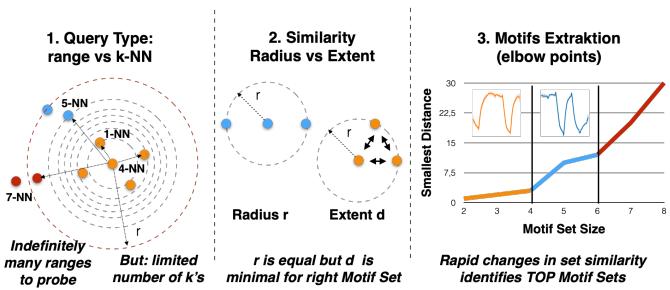 1. Query Type:
range vs k-NN
5-NN
1-NN
4-NN
7-NN
r
Indefinitely
many ranges
to probe
But: limited
number of k's
2. Similarity
Radius vs Extent
r
r
Radius r
Extent d
r is equal but d is
minimal for right Motif Set
3. Motifs Extraktion
(elbow points)
Smallest Distance
30
22,5
15
7,5
0
2
3
4
5
6
7
8
Motif Set Size
Rapid changes in set similarity
identifies TOP Motif Sets